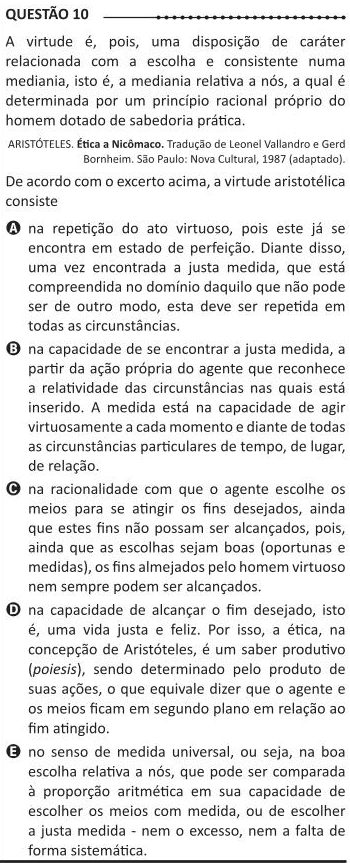 QUESTÃO 10
A virtude é, pois, uma disposição de caráter
relacionada com a escolha e consistente numa
mediania, isto é, a mediania relativa a nós, a qual é
determinada por um princípio racional próprio do
homem dotado de sabedoria prática.
ARISTÓTELES. Ética a Nicômaco. Tradução de Leonel Vallandro e Gerd
Bornheim. São Paulo: Nova Cultural, 1987 (adaptado).
De acordo com o excerto acima, a virtude aristotélica
consiste
A na repetição do ato virtuoso, pois este já se
encontra em estado de perfeição. Diante disso,
uma vez encontrada a justa medida, que está
compreendida no domínio daquilo que não pode
ser de outro modo, esta deve ser repetida em
todas as circunstâncias.
B na capacidade de se encontrar a justa medida, a
partir da ação própria do agente que reconhece
a relatividade das circunstâncias nas quais está
inserido. A medida está na capacidade de agir
virtuosamente a cada momento e diante de todas
as circunstâncias particulares de tempo, de lugar,
de relação.
C na racionalidade com que o agente escolhe os
meios para se atingir os fins desejados, ainda
que estes fins não possam ser alcançados, pois,
ainda que as escolhas sejam boas (oportunas e
medidas), os fins almejados pelo homem virtuoso
nem sempre podem ser alcançados.
D na capacidade de alcançar o fim desejado, isto
é, uma vida justa e feliz. Por isso, a ética, na
concepção de Aristóteles, é um saber produtivo
(poiesis), sendo determinado pelo produto de
suas ações, o que equivale dizer que o agente e
os meios ficam em segundo plano em relação ao
fim atingido.
E no senso de medida universal, ou seja, na boa
escolha relativa a nós, que pode ser comparada
à proporção aritmética em sua capacidade de
escolher os meios com medida, ou de escolher
a justa medida - nem o excesso, nem a falta de
forma sistemática.